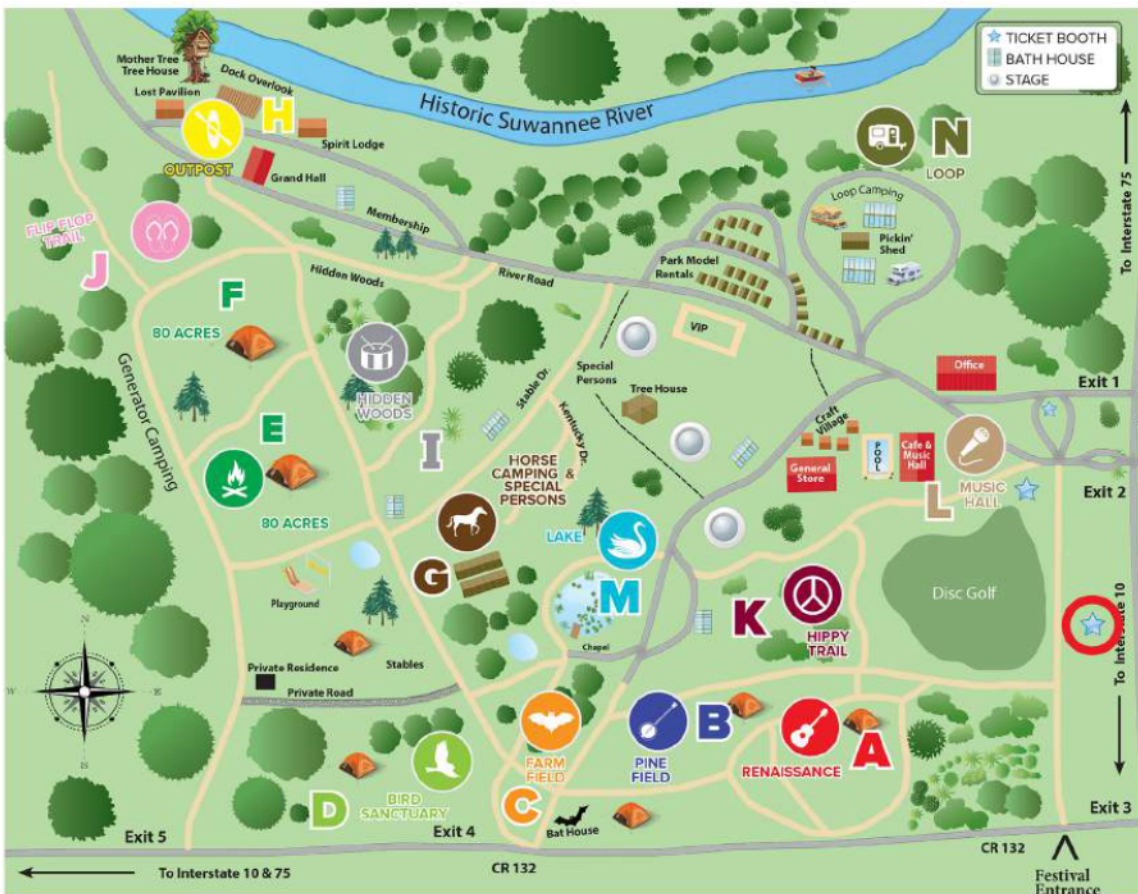 TICKET BOOTH
BATH HOUSE
STAGE
Mother Tree
Tree House
Dock Overlook
Lost Pavilion
H
Historic Suwannee River
Spirit Lodge
OUTPOST
Grand Hall
N
LOOP
To Interstate 75
Loop Camping
Pickin'
Shed
FLIP FLOP
TRAIL
J
Membership
Hidden Woods
River Road
Park Model
Rentals
F
80 ACRES
VIP
Generator Camping
HIDDEN
WOODS
I
Stable Dr.
Kentucky Dr.
Special
Persons
Tree House
Office
Exit 1
Craft
Village
POOL
Cafe &
Music
Hall
General
Store
L
MUSIC
HALL
Exit 2
E
80 ACRES
HORSE
CAMPING &
SPECIAL
PERSONS
G
LAKE
M
Playground
K
HIPPY
TRAIL
Disc Golf
To Interstate 10
Chapel
Private Residence
Stables
Private Road
W
E
N
S
FARM
FIELD
C
PINE
FIELD
B
RENAISSANCE
A
D
BIRD
SANCTUARY
Exit 5
Exit 4
Bat House
Exit 3
CR 132
CR 132
To Interstate 10 & 75
Festival
Entrance